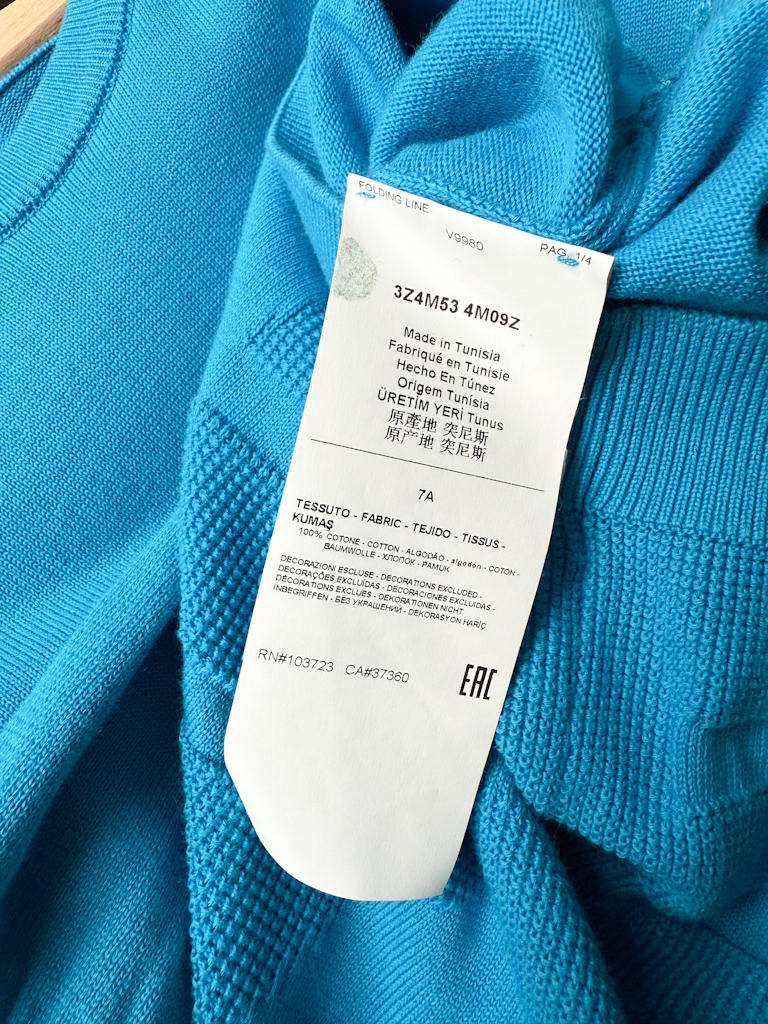 FOLDING LINE
V9980
PAG. 1/4
3Z4M53 4M09Z
Made in Tunisia
Fabriqué en Tunisie
Hecho En Túnez
Origem Tunísia
ÜRETİM YERİ Tunus
原產地 突尼斯
原产地 突尼斯
7A
TESSUTO - FABRIC - TEJIDO - TISSUS -
KUMAŞ
100% COTONE - COTTON - ALGODÃO - algodón - COTON -
BAUMWOLLE - ХЛОПОК - PAMUK
DECORAZIONI ESCLUSE - DECORATIONS EXCLUDED -
DECORAÇÕES EXCLUÍDAS - DECORACIONES EXCLUIDAS -
DÉCORATIONS EXCLUES - DEKORATIONEN NICHT
INBEGRIFFEN - БЕЗ УКРАШЕНИЙ - DEKORASYON HARİÇ
RN#103723 CA#37360
EAC